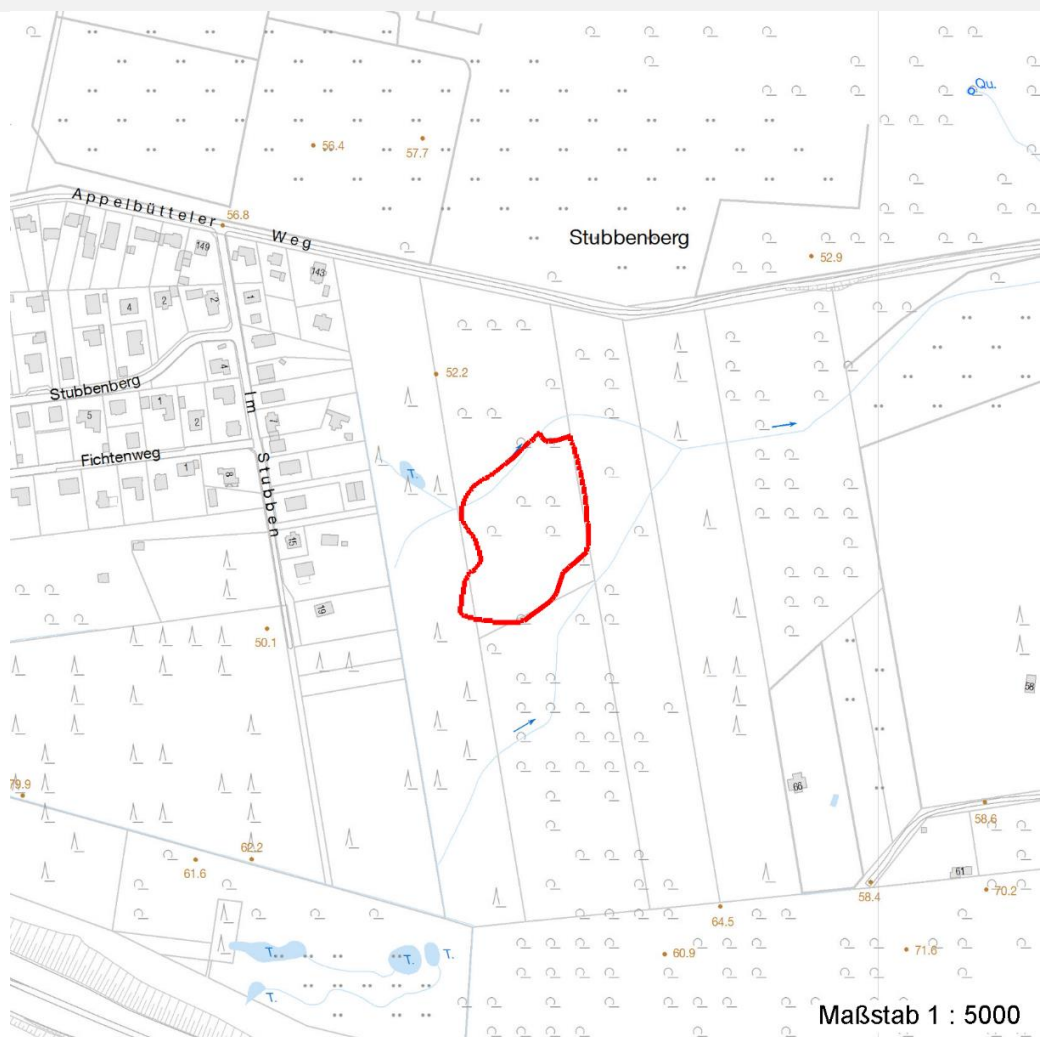 Qu.
56.4
57.7
Appelbütteler Weg
56.8
Stubbenberg
149
143
52.9
4
2
2
1
52.2
4
Stubbenberg
5
1
2
7
Im Stubben
Fichtenweg
1
8
T.
15
19
50.1
58
79.9
66
58.6
62.2
61.6
61
58.4
70.2
64.5
T.
T.
T.
60.9
71.6
T.
Maßstab 1 : 5000